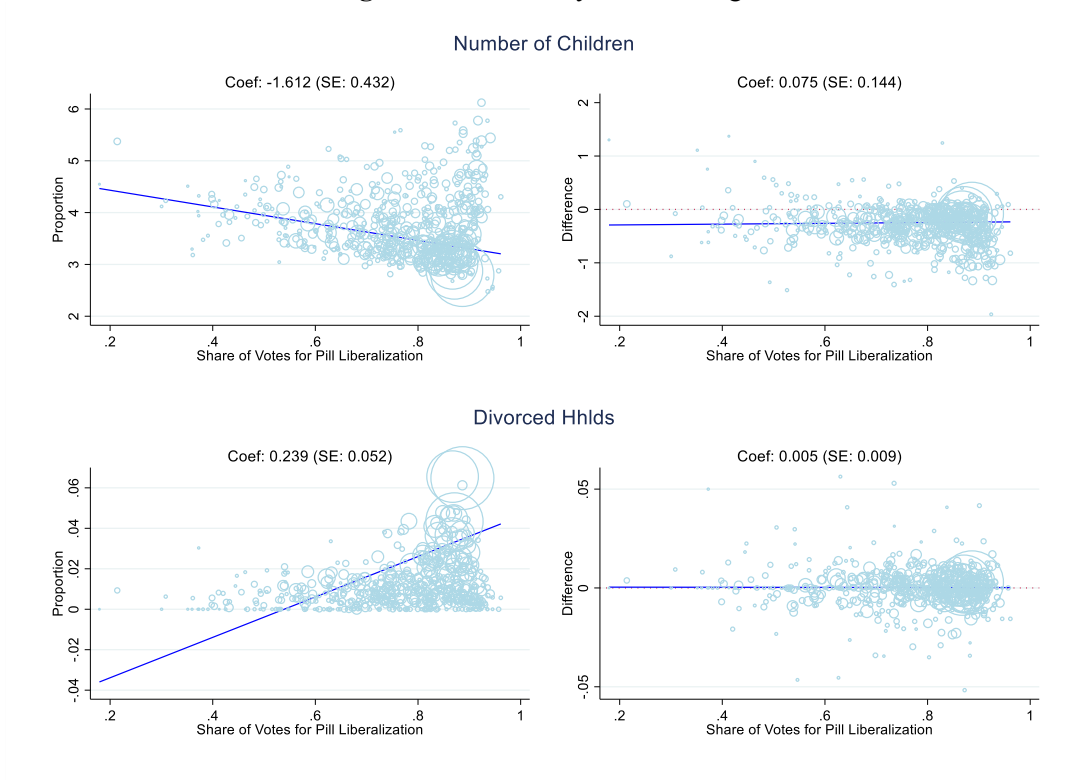 Number of Children
Coef: -1.612 (SE: 0.432)
Proportion
6
5
4
3
2
.2 .4 .6 .8 1
Share of Votes for Pill Liberalization
Coef: 0.075 (SE: 0.144)
Difference
2
1
0
-1
-2
.2 .4 .6 .8 1
Share of Votes for Pill Liberalization
Divorced Hhlds
Coef: 0.239 (SE: 0.052)
Proportion
.06
.04
.02
0
-.02
-.04
.2 .4 .6 .8 1
Share of Votes for Pill Liberalization
Coef: 0.005 (SE: 0.009)
Difference
.05
0
-.05
.2 .4 .6 .8 1
Share of Votes for Pill Liberalization